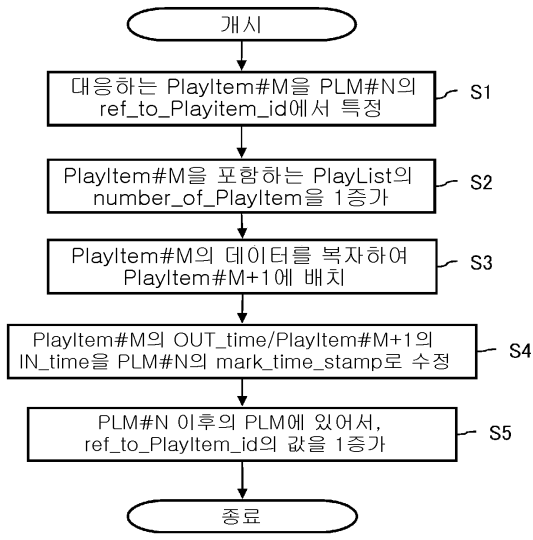 개시
대응하는 PlayItem#M을 PLM#N의
ref_to_Playitem_id에서 특정
S1
PlayItem#M을 포함하는 PlayList의
number_of_PlayItem을 1증가
S2
PlayItem#M의 데이터를 복자하여
PlayItem#M+1에 배치
S3
PlayItem#M의 OUT_time/PlayItem#M+1의
IN_time을 PLM#N의 mark_time_stamp로 수정
S4
PLM#N 이후의 PLM에 있어서,
ref_to_PlayItem_id의 값을 1증가
S5
종료